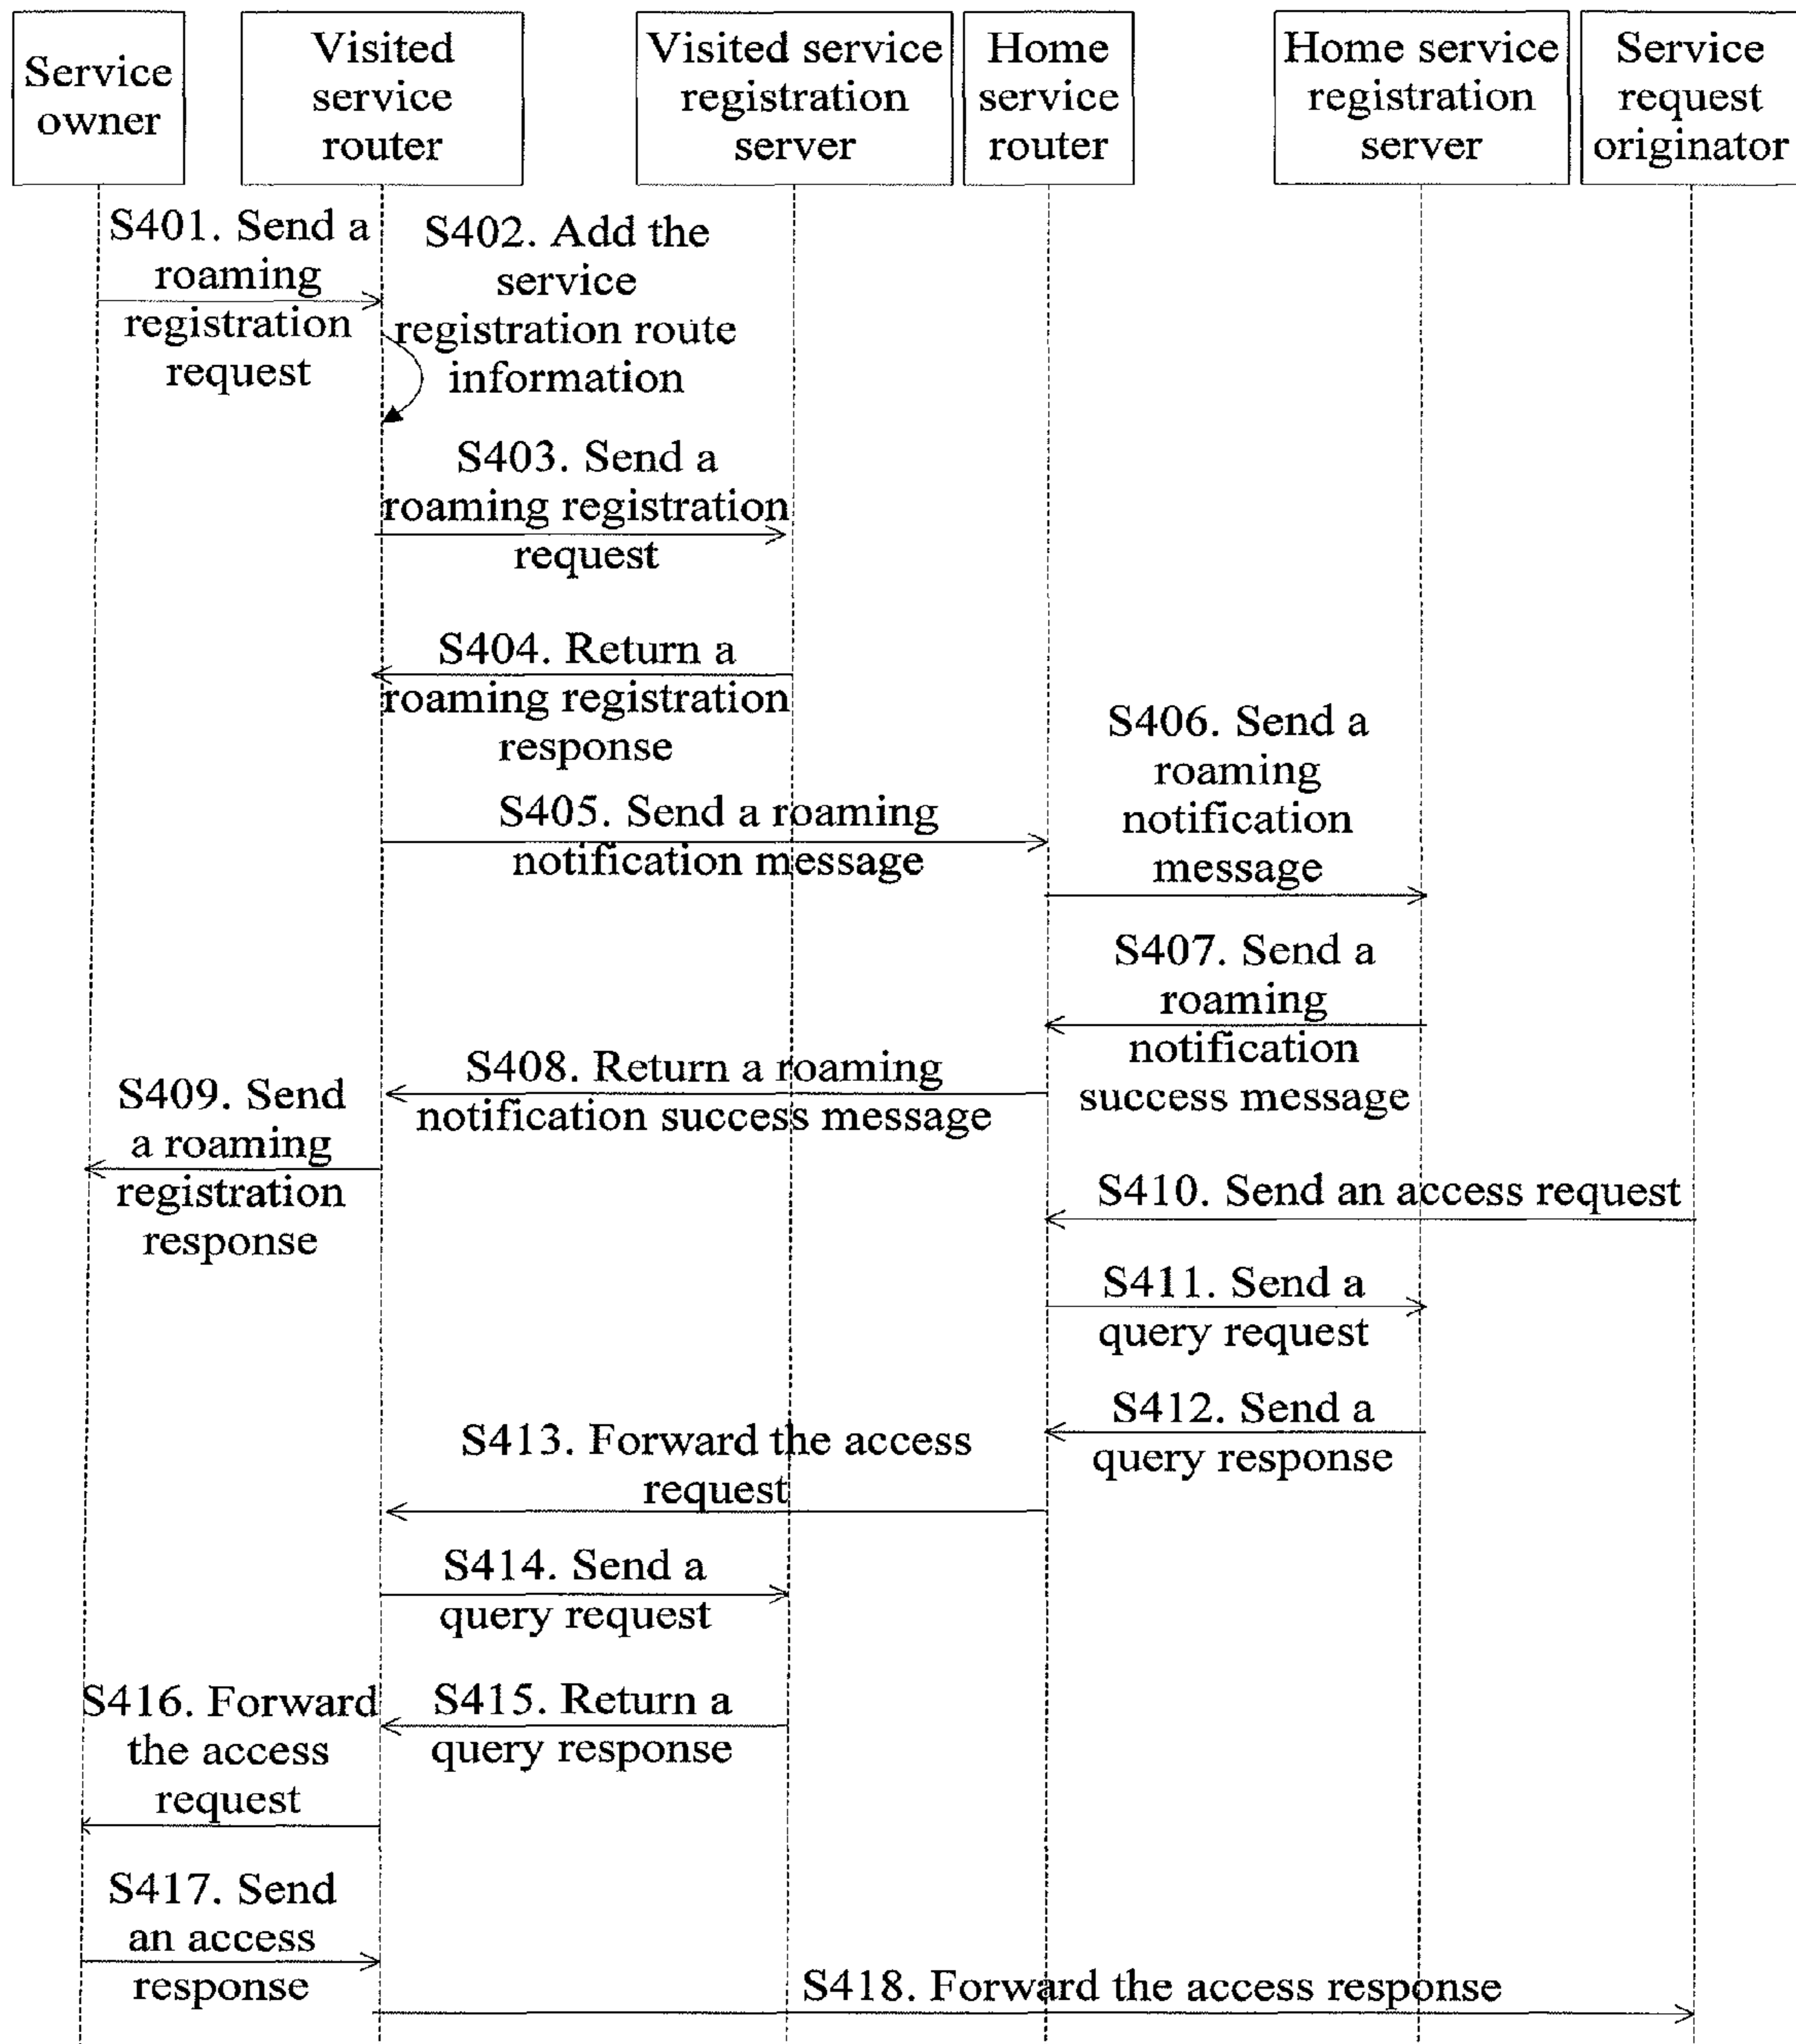 Service
owner
Visited
service
router
Visited service
registration
server
Home
service
router
Home service
registration
server
Service
request
originator
S401. Send a
roaming
registration
request
S402. Add the
service
registration route
information
S403. Send a
roaming registration
request
S404. Return a
roaming registration
response
S405. Send a roaming
notification message
S406. Send a
roaming
notification
message
S407. Send a
roaming
notification
success message
S408. Return a roaming
notification success message
S409. Send
a roaming
registration
response
S410. Send an access request
S411. Send a
query request
S412. Send a
query response
S413. Forward the access
request
S414. Send a
query request
S415. Return a
query response
S416. Forward
the access
request
S417. Send
an access
response
S418. Forward the access response